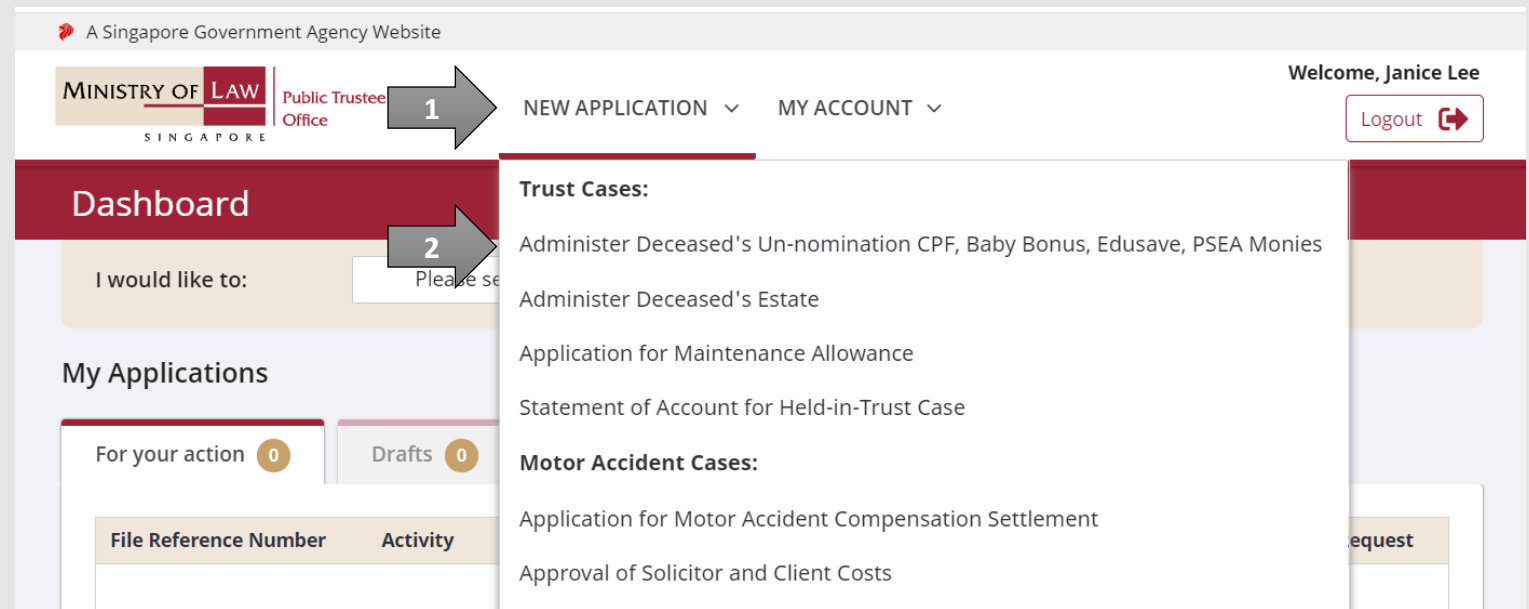 A Singapore Government Agency Website
MINISTRY OF LAW
SINGAPORE
Public Trustee
Office
1
NEW APPLICATION
MY ACCOUNT
Welcome, Janice Lee
Logout
Dashboard
Trust Cases:
2
Administer Deceased's Un-nomination CPF, Baby Bonus, Edusave, PSEA Monies
I would like to:
Please se
Administer Deceased's Estate
Application for Maintenance Allowance
My Applications
Statement of Account for Held-in-Trust Case
For your action 0
Drafts 0
Motor Accident Cases:
Application for Motor Accident Compensation Settlement
File Reference Number
Activity
equest
Approval of Solicitor and Client Costs